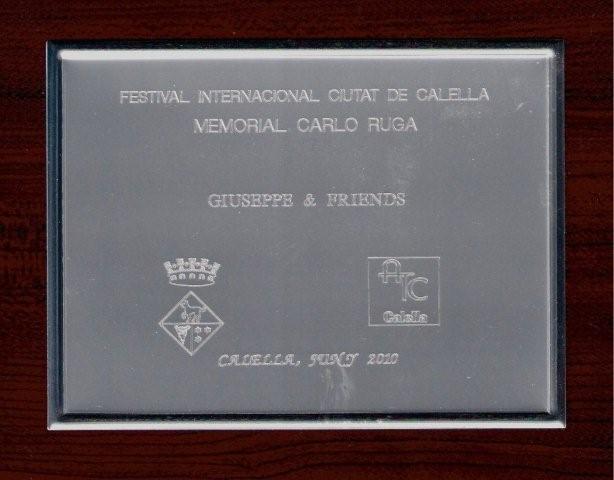 FESTIVAL INTERNACIONAL CIUTAT DE CALELLA
MEMORIAL CARLO RUGA
GIUSEPPE & FRIENDS
ATC
Calella
CALELLA, JUNY 2010